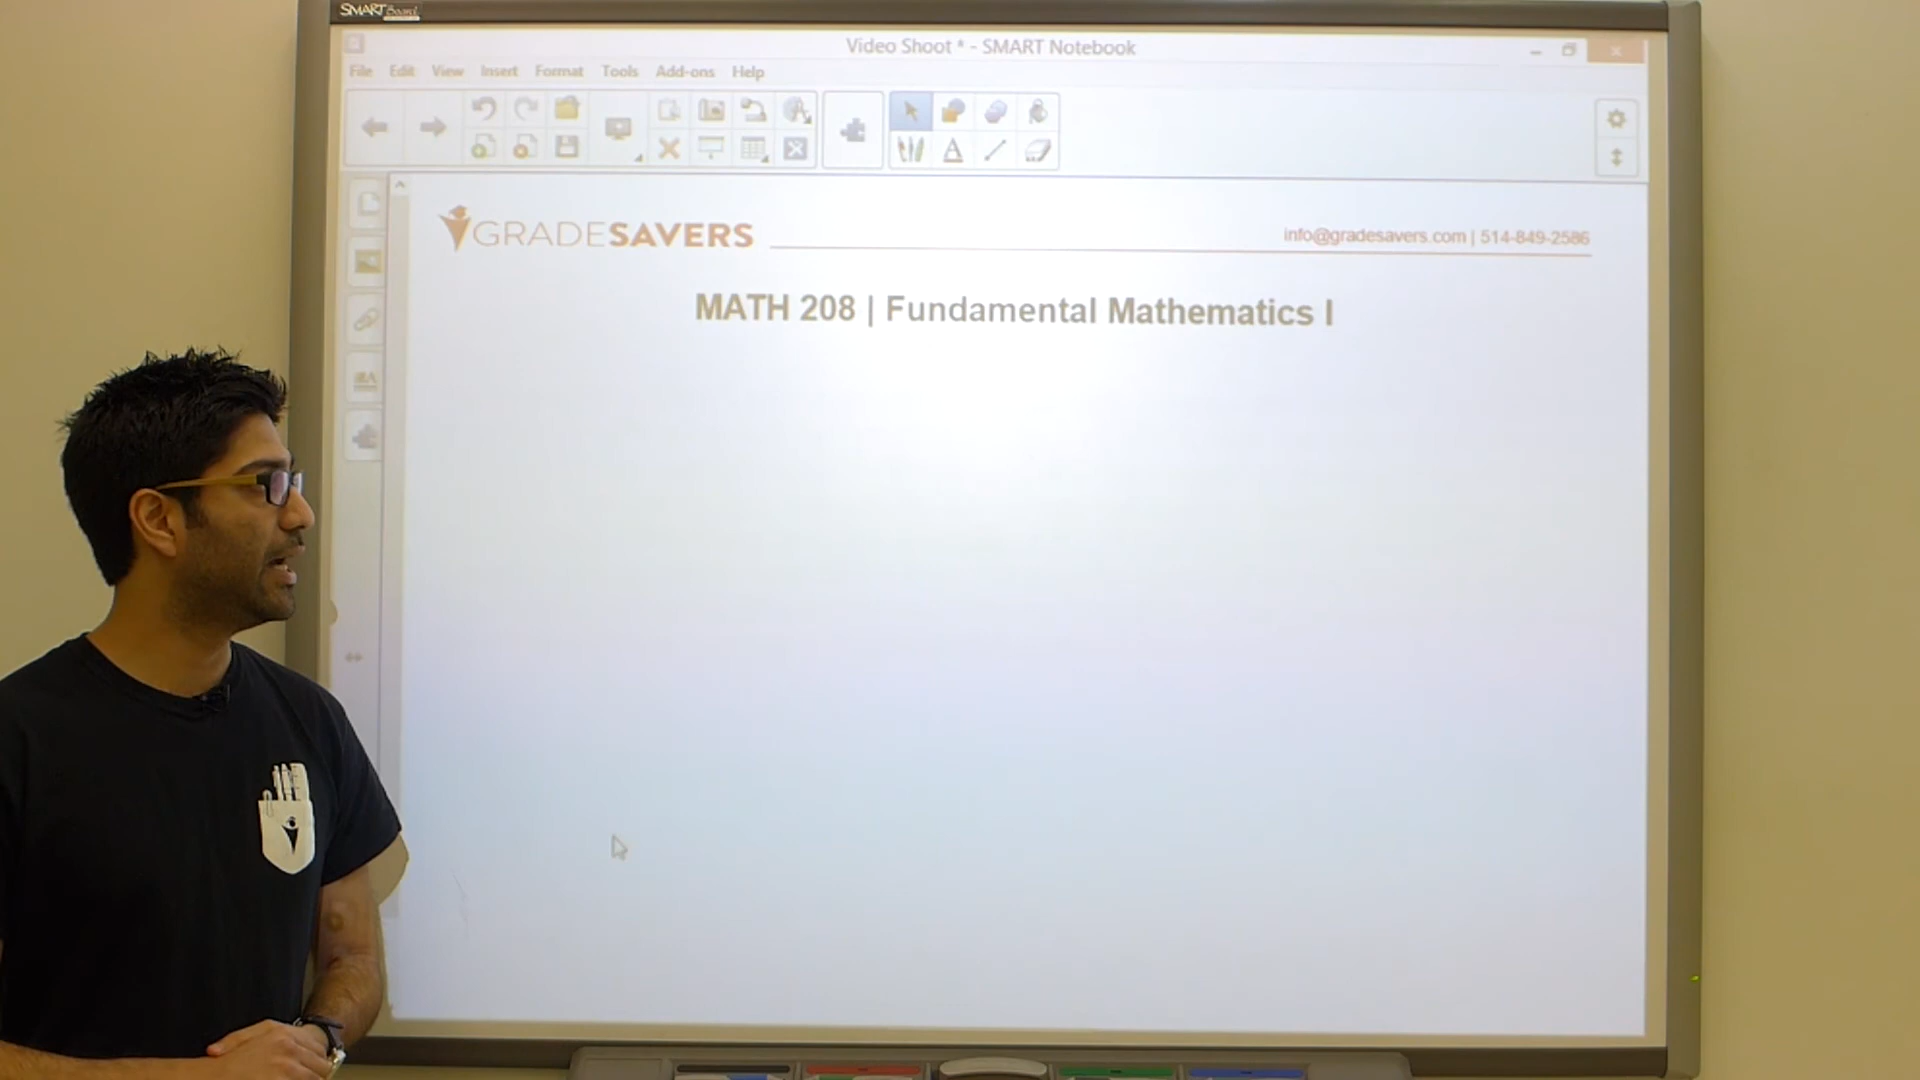 SMART Board
Video Shoot * - SMART Notebook
File Edit View Insert Format Tools Add-ons Help
GRADESAVERS
info@gradesavers.com | 514-849-2586
MATH 208 | Fundamental Mathematics I